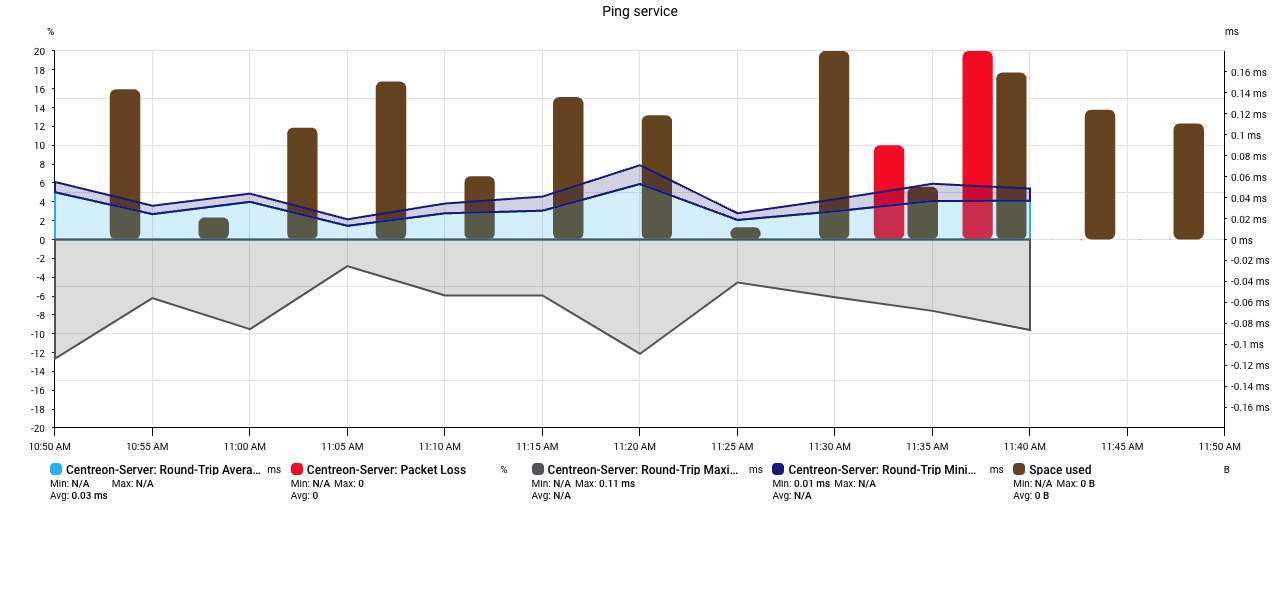 Ping service
% ms
20
18 0.16 ms
16 0.14 ms
14 0.12 ms
12 0.1 ms
10 0.08 ms
8 0.06 ms
6 0.04 ms
4 0.02 ms
2 0 ms
0 -0.02 ms
-2 -0.04 ms
-4 -0.06 ms
-6 -0.08 ms
-8 -0.1 ms
-10 -0.12 ms
-12 -0.14 ms
-14 -0.16 ms
-16
-18
-20
10:50 AM 10:55 AM 11:00 AM 11:05 AM 11:10 AM 11:15 AM 11:20 AM 11:25 AM 11:30 AM 11:35 AM 11:40 AM 11:45 AM 11:50 AM
Centreon-Server: Round-Trip Avera... ms Centreon-Server: Packet Loss % Centreon-Server: Round-Trip Maxi... ms Centreon-Server: Round-Trip Mini... ms Space used B
Min: N/A Max: N/A Min: N/A Max: 0 Min: N/A Max: 0.11 ms Min: 0.01 ms Max: N/A Min: N/A Max: 0 B
Avg: 0.03 ms Avg: 0 Avg: N/A Avg: N/A Avg: 0 B